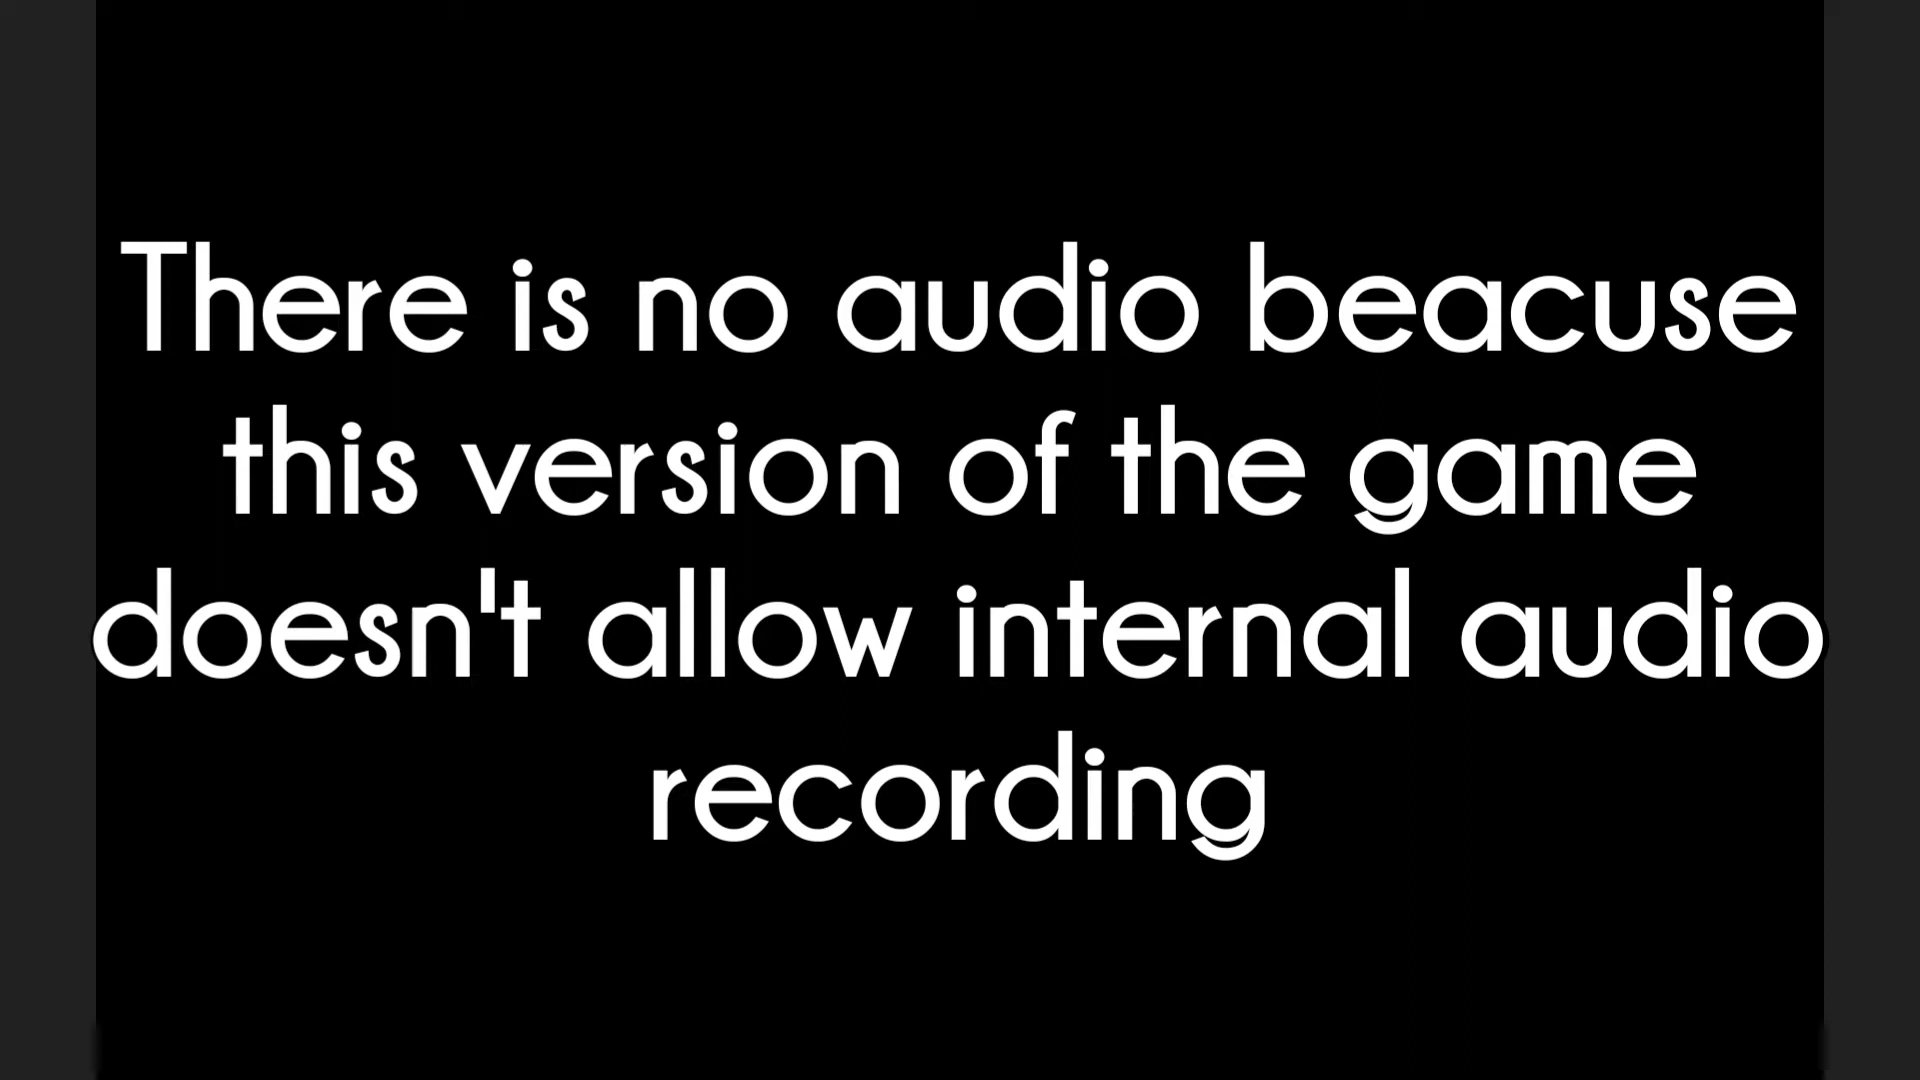 There is no audio beacuse
this version of the game
doesn't allow internal audio
recording